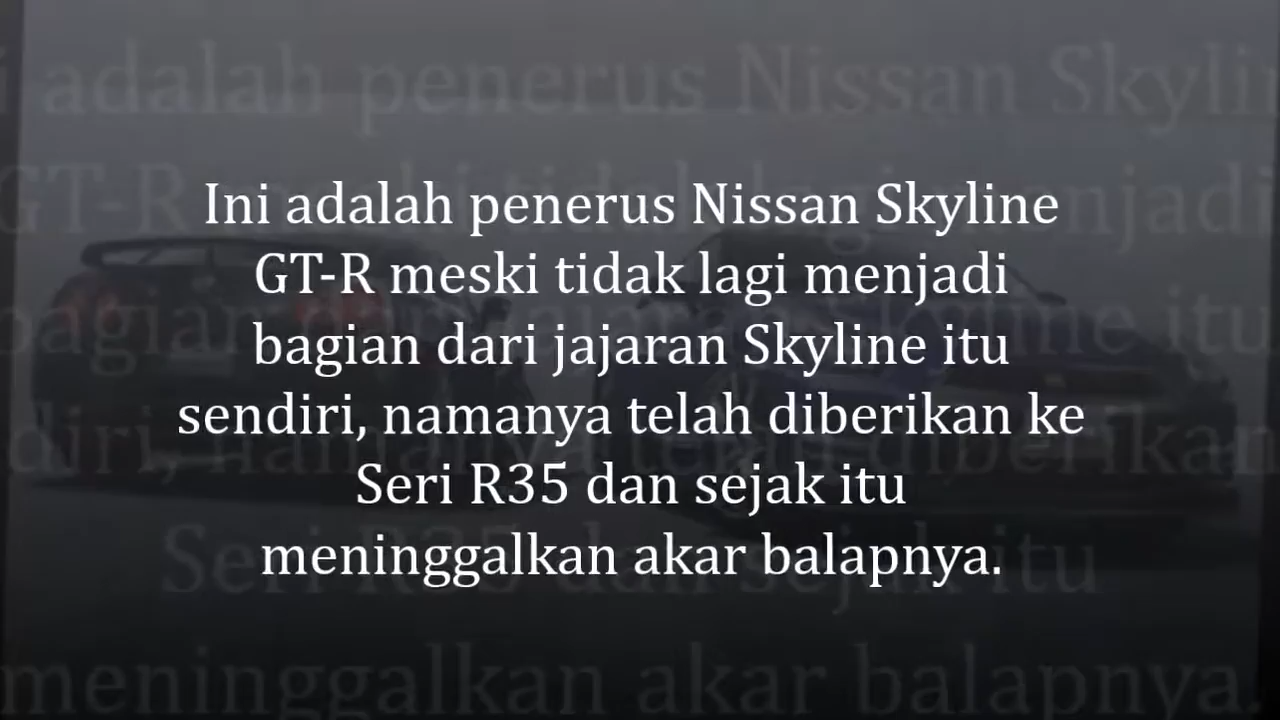 Ini adalah penerus Nissan Skyline
GT-R meski tidak lagi menjadi
bagian dari jajaran Skyline itu
sendiri, namanya telah diberikan ke
Seri R35 dan sejak itu
meninggalkan akar balapnya.